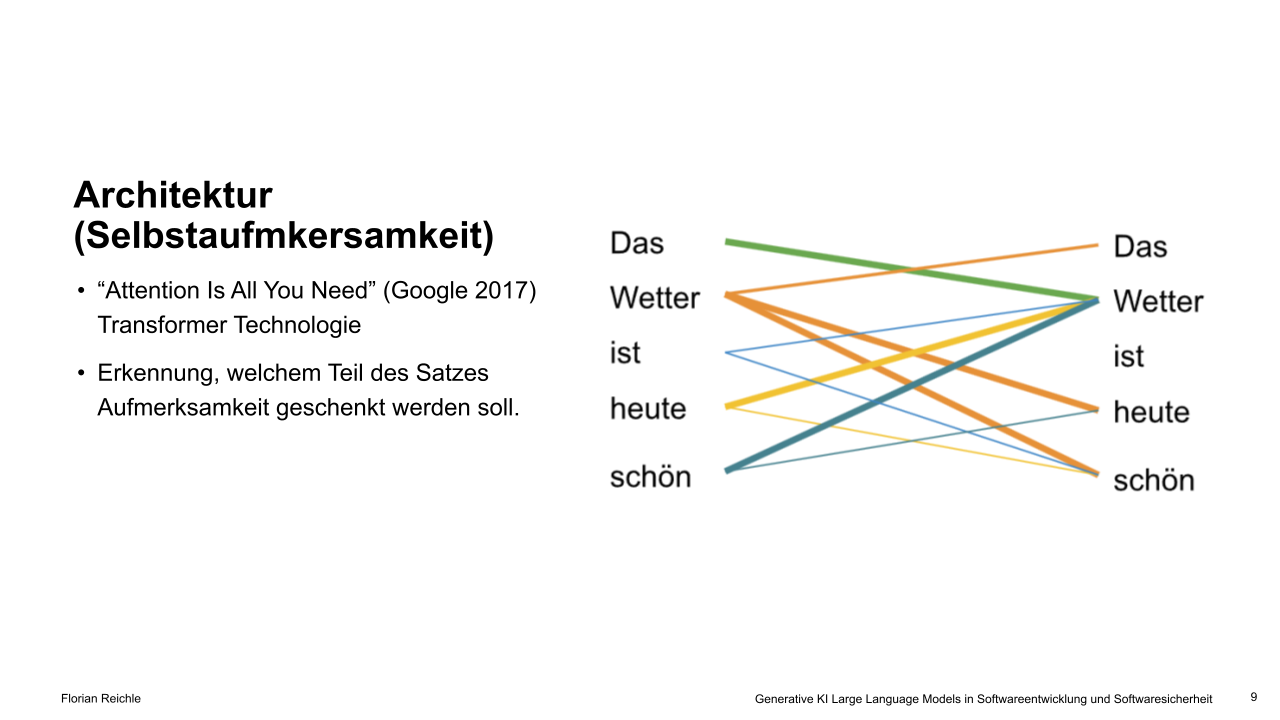 Architektur
(Selbstaufmkersamkeit)
• “Attention Is All You Need” (Google 2017)
Transformer Technologie
• Erkennung, welchem Teil des Satzes
Aufmerksamkeit geschenkt werden soll.
Das
Wetter
ist
heute
schön
Das
Wetter
ist
heute
schön
Florian Reichle
Generative KI Large Language Models in Softwareentwicklung und Softwaresicherheit
9